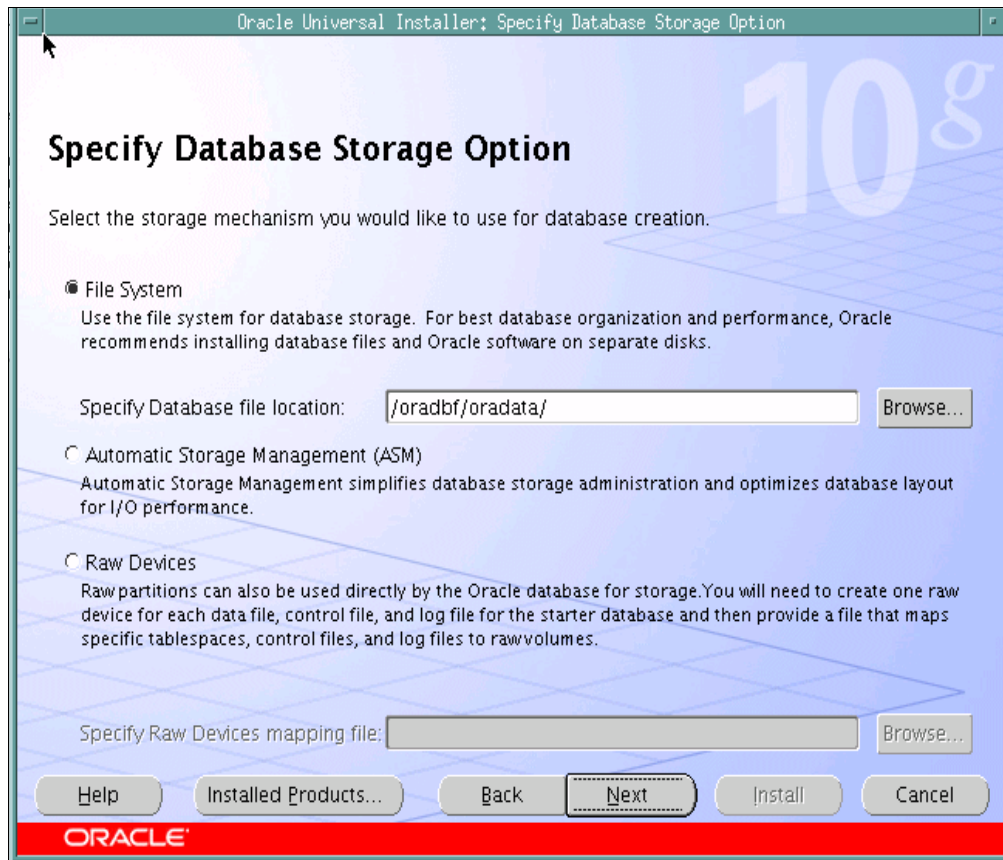 Oracle Universal Installer: Specify Database Storage Option
10g
Specify Database Storage Option
Select the storage mechanism you would like to use for database creation.
File System
Use the file system for database storage. For best database organization and performance, Oracle
recommends installing database files and Oracle software on separate disks.
Specify Database file location: /oradbf/oradata/ Browse...
Automatic Storage Management (ASM)
Automatic Storage Management simplifies database storage administration and optimizes database layout
for I/O performance.
Raw Devices
Raw partitions can also be used directly by the Oracle database for storage.You will need to create one raw
device for each data file, control file, and log file for the starter database and then provide a file that maps
specific tablespaces, control files, and log files to raw volumes.
Specify Raw Devices mapping file: Browse...
Help Installed Products... Back Next Install Cancel
ORACLE